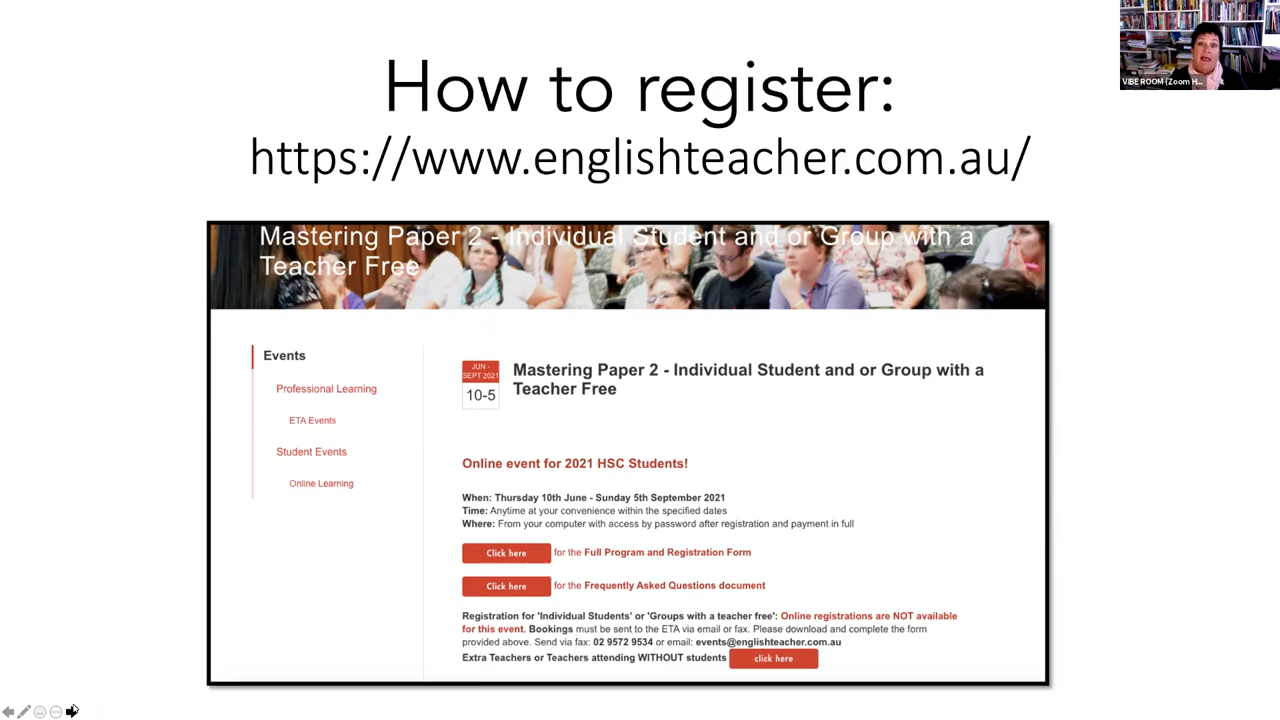 How to register:
https://www.englishteacher.com.au/
VIBE ROOM (Zoom H...
Mastering Paper 2 - Individual Student and or Group with a
Teacher Free
Events
Professional Learning
ETA Events
Student Events
Online Learning
JUN -
SEPT 2021
10-5
Mastering Paper 2 - Individual Student and or Group with a
Teacher Free
Online event for 2021 HSC Students!
When: Thursday 10th June - Sunday 5th September 2021
Time: Anytime at your convenience within the specified dates
Where: From your computer with access by password after registration and payment in full
Click here for the Full Program and Registration Form
Click here for the Frequently Asked Questions document
Registration for 'Individual Students' or 'Groups with a teacher free': Online registrations are NOT available
for this event. Bookings must be sent to the ETA via email or fax. Please download and complete the form
provided above. Send via fax: 02 9572 9534 or email: events@englishteacher.com.au
Extra Teachers or Teachers attending WITHOUT students click here